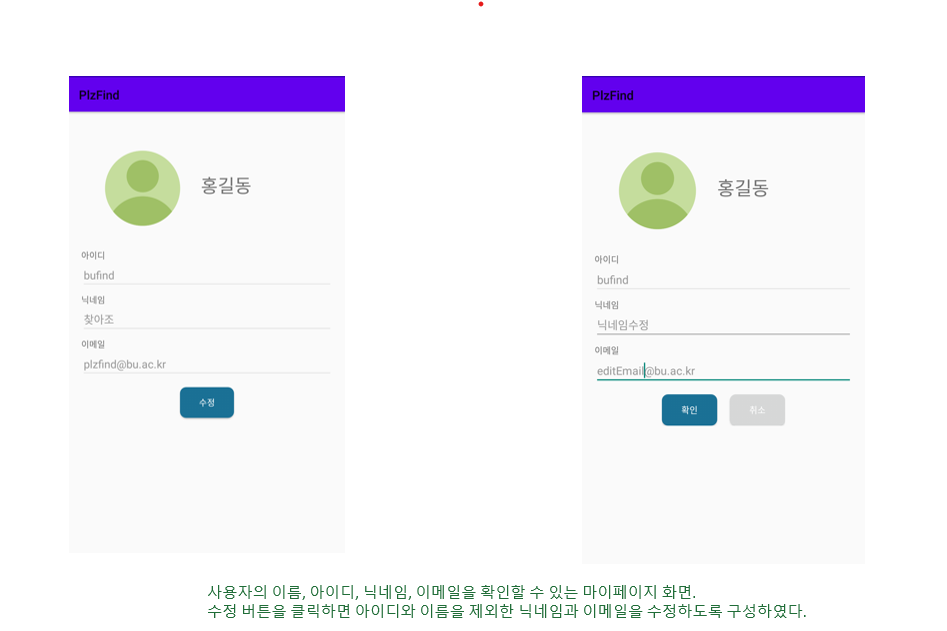 PlzFind
홍길동
아이디
bufind
닉네임
찾아조
이메일
plzfind@bu.ac.kr
수정
PlzFind
홍길동
아이디
bufind
닉네임
닉네임수정
이메일
editEmail@bu.ac.kr
확인
취소
사용자의 이름, 아이디, 닉네임, 이메일을 확인할 수 있는 마이페이지 화면.
수정 버튼을 클릭하면 아이디와 이름을 제외한 닉네임과 이메일을 수정하도록 구성하였다.